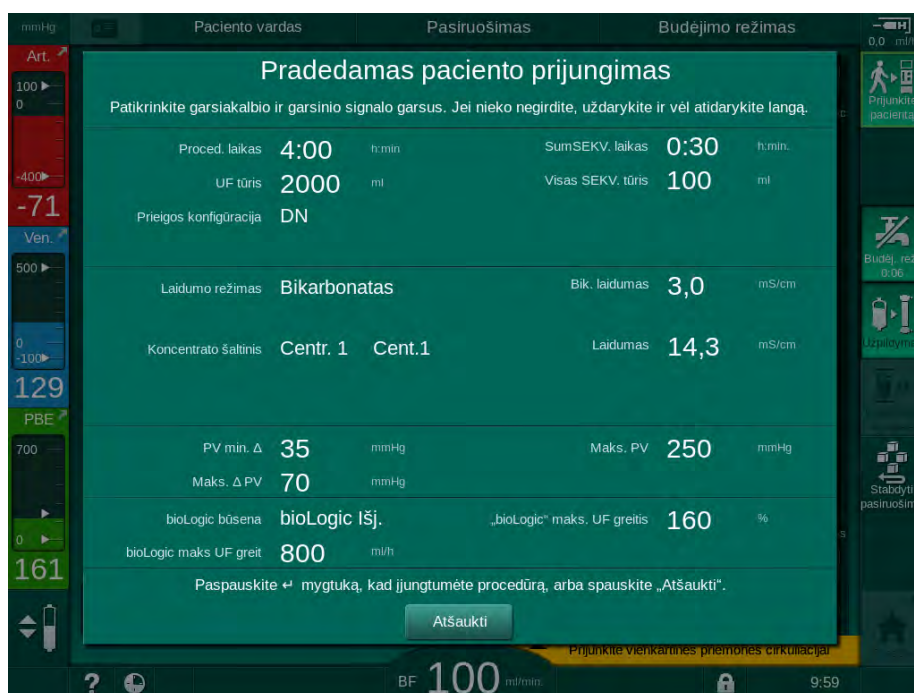 mmHg Paciento vardas Pasiruošimas Budėjimo režimas 0,0 ml/
Art.
Pradedamas paciento prijungimas
100
0
Patikrinkite garsiakalbio ir garsinio signalo garsus. Jei nieko negirdite, uždarykite ir vėl atidarykite langą.
Prijunkite
pacientą
Proced. laikas 4:00 h:min SumSEKV. laikas 0:30 h:min.
-400
UF tūris 2000 ml Visas SEKV. tūris 100 ml
-71
Prieigos konfigūracija DN
Ven.
500
Budėj. rež
0:06
Laidumo režimas Bikarbonatas Bik. laidumas 3,0 mS/cm
0
-100
Koncentrato šaltinis Centr. 1 Cent.1 Laidumas 14,3 mS/cm
Užpildyma
129
PBE
700
PV min. Δ 35 mmHg Maks. PV 250 mmHg
Maks. Δ PV 70 mmHg
Stabdyti
pasiruošim
bioLogic būsena bioLogic Išj. „bioLogic“ maks. UF greitis 160 %
0
bioLogic maks UF greit 800 ml/h
161
Paspauskite ↵ mygtuką, kad įjungtumėte procedūrą, arba spauskite „Atšaukti“.
Atšaukti
Prijunkite vienkartines priemones cirkuliacijai
? BF 100 ml/min. 9:59